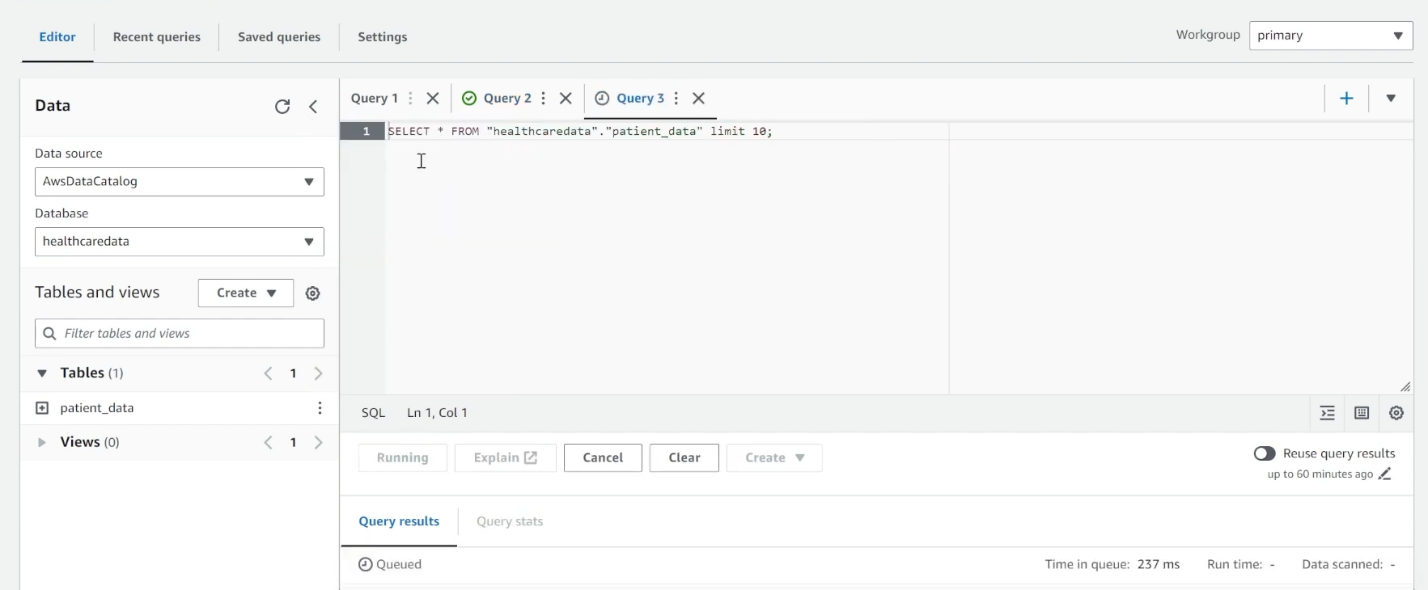 Editor Recent queries Saved queries Settings Workgroup primary
Data
Data source
AwsDataCatalog
Database
healthcaredata
Tables and views Create
Filter tables and views
Tables (1) 1
patient_data
Views (0) 1
Query 1 Query 2 Query 3
1 SELECT * FROM "healthcaredata"."patient_data" limit 10;
SQL Ln 1, Col 1
Running Explain Cancel Clear Create Reuse query results
up to 60 minutes ago
Query results Query stats
Queued Time in queue: 237 ms Run time: - Data scanned: -